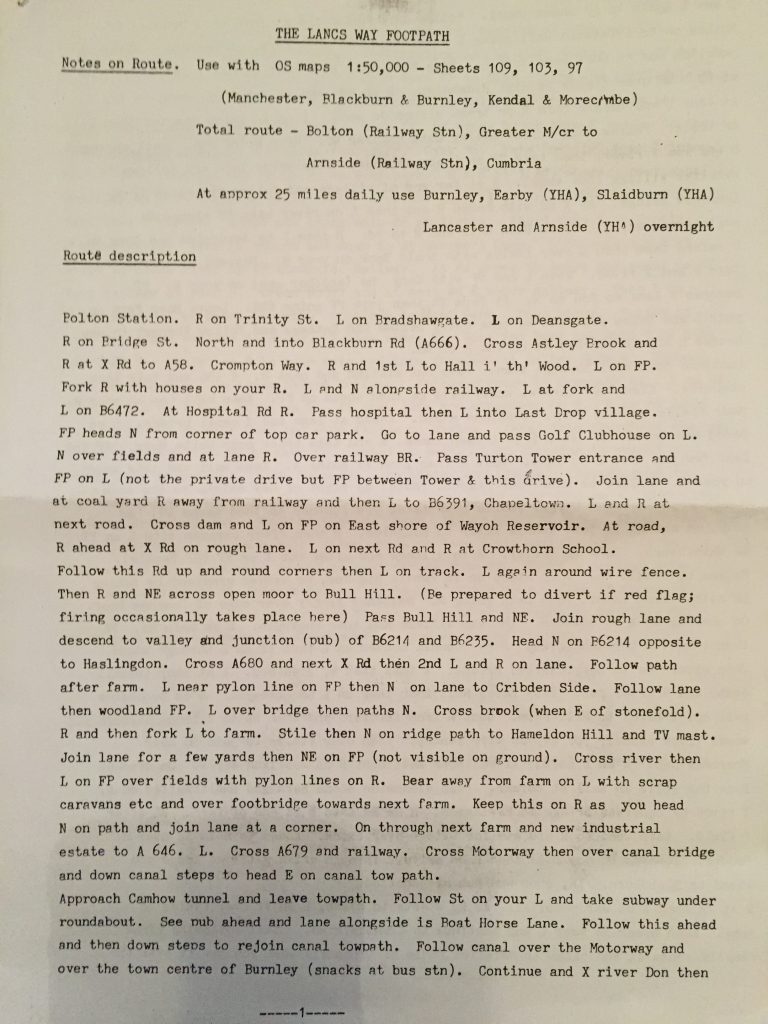 THE LANCS WAY FOOTPATH
Notes on Route. Use with OS maps 1:50,000 - Sheets 109, 103, 97
(Manchester, Blackburn & Burnley, Kendal & Morecambe)
Total route - Bolton (Railway Stn), Greater M/cr to
Arnside (Railway Stn), Cumbria
At approx 25 miles daily use Burnley, Earby (YHA), Slaidburn (YHA)
Lancaster and Arnside (YHA) overnight
Route description
Bolton Station. R on Trinity St. L on Bradshawgate. L on Deansgate.
R on Bridge St. North and into Blackburn Rd (A666). Cross Astley Brook and
R at X Rd to A58. Crompton Way. R and 1st L to Hall i' th' Wood. L on FP.
Fork R with houses on your R. L and N alongside railway. L at fork and
L on B6472. At Hospital Rd R. Pass hospital then L into Last Drop village.
FP heads N from corner of top car park. Go to lane and pass Golf Clubhouse on L.
N over fields and at lane R. Over railway BR. Pass Turton Tower entrance and
FP on L (not the private drive but FP between Tower & this drive). Join lane and
at coal yard R away from railway and then L to B6391, Chapeltown. L and R at
next road. Cross dam and L on FP on East shore of Wayoh Reservoir. At road,
R ahead at X Rd on rough lane. L on next Rd and R at Crowthorn School.
Follow this Rd up and round corners then L on track. L again around wire fence.
Then R and NE across open moor to Bull Hill. (Be prepared to divert if red flag;
firing occasionally takes place here) Pass Bull Hill and NE. Join rough lane and
descend to valley and junction (pub) of B6214 and B6235. Head N on B6214 opposite
to Haslingdon. Cross A680 and next X Rd then 2nd L and R on lane. Follow path
after farm. L near pylon line on FP then N on lane to Cribden Side. Follow lane
then woodland FP. L over bridge then paths N. Cross brook (when E of stonefold).
R and then fork L to farm. Stile then N on ridge path to Hameldon Hill and TV mast.
Join lane for a few yards then NE on FP (not visible on ground). Cross river then
L on FP over fields with pylon lines on R. Bear away from farm on L with scrap
caravans etc and over footbridge towards next farm. Keep this on R as you head
N on path and join lane at a corner. On through next farm and new industrial
estate to A 646. L. Cross A679 and railway. Cross Motorway then over canal bridge
and down canal steps to head E on canal tow path.
Approach Camhow tunnel and leave towpath. Follow St on your L and take subway under
roundabout. See pub ahead and lane alongside is Boat Horse Lane. Follow this ahead
and then down steps to rejoin canal towpath. Follow canal over the Motorway and
over the town centre of Burnley (snacks at bus stn). Continue and X river Don then
-----1-----